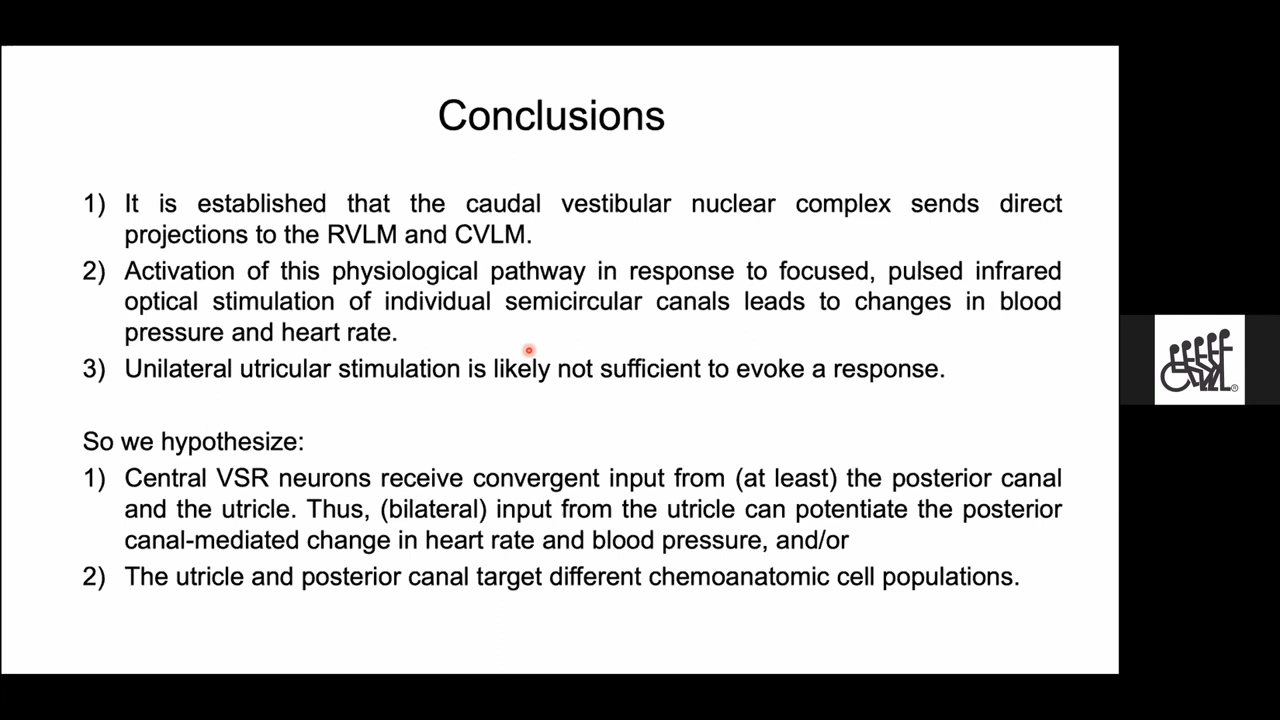 Conclusions
1) It is established that the caudal vestibular nuclear complex sends direct
projections to the RVLM and CVLM.
2) Activation of this physiological pathway in response to focused, pulsed infrared
optical stimulation of individual semicircular canals leads to changes in blood
pressure and heart rate.
3) Unilateral utricular stimulation is likely not sufficient to evoke a response.
So we hypothesize:
1) Central VSR neurons receive convergent input from (at least) the posterior canal
and the utricle. Thus, (bilateral) input from the utricle can potentiate the posterior
canal-mediated change in heart rate and blood pressure, and/or
2) The utricle and posterior canal target different chemoanatomic cell populations.
®